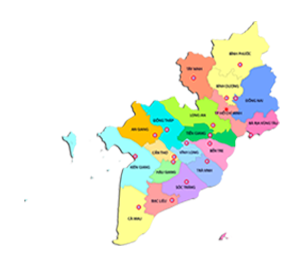 BÌNH PHƯỚC
TÂY NINH
BÌNH DƯƠNG
ĐỒNG NAI
LONG AN
TP HỒ CHÍ MINH
BÀ RỊA-VŨNG TÀU
ĐỒNG THÁP
AN GIANG
TIỀN GIANG
BẾN TRE
CẦN THƠ
VĨNH LONG
KIÊN GIANG
HẬU GIANG
TRÀ VINH
SÓC TRĂNG
BẠC LIÊU
CÀ MAU